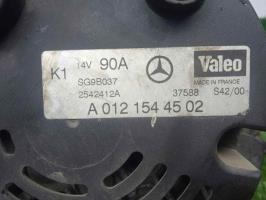 K1 14V 90A Valeo
MADE IN FRANCE
SG9B037
2542412A 37588 S42/00
A 012 154 45 02